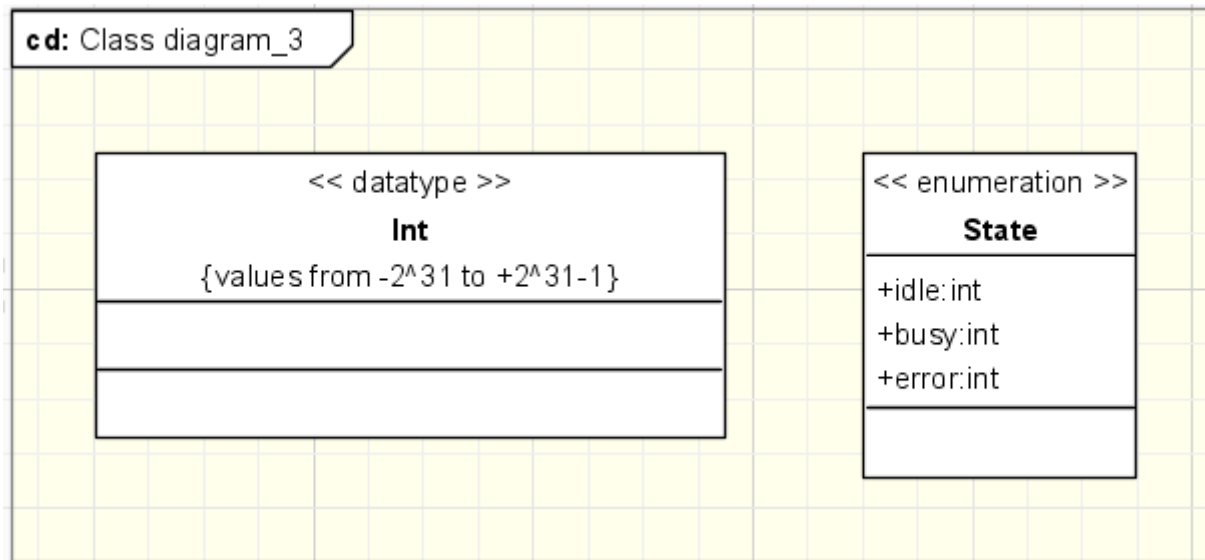 cd: Class diagram_3
<< datatype >>
Int
{values from -2^31 to +2^31-1}
<< enumeration >>
State
+idle:int
+busy:int
+error:int